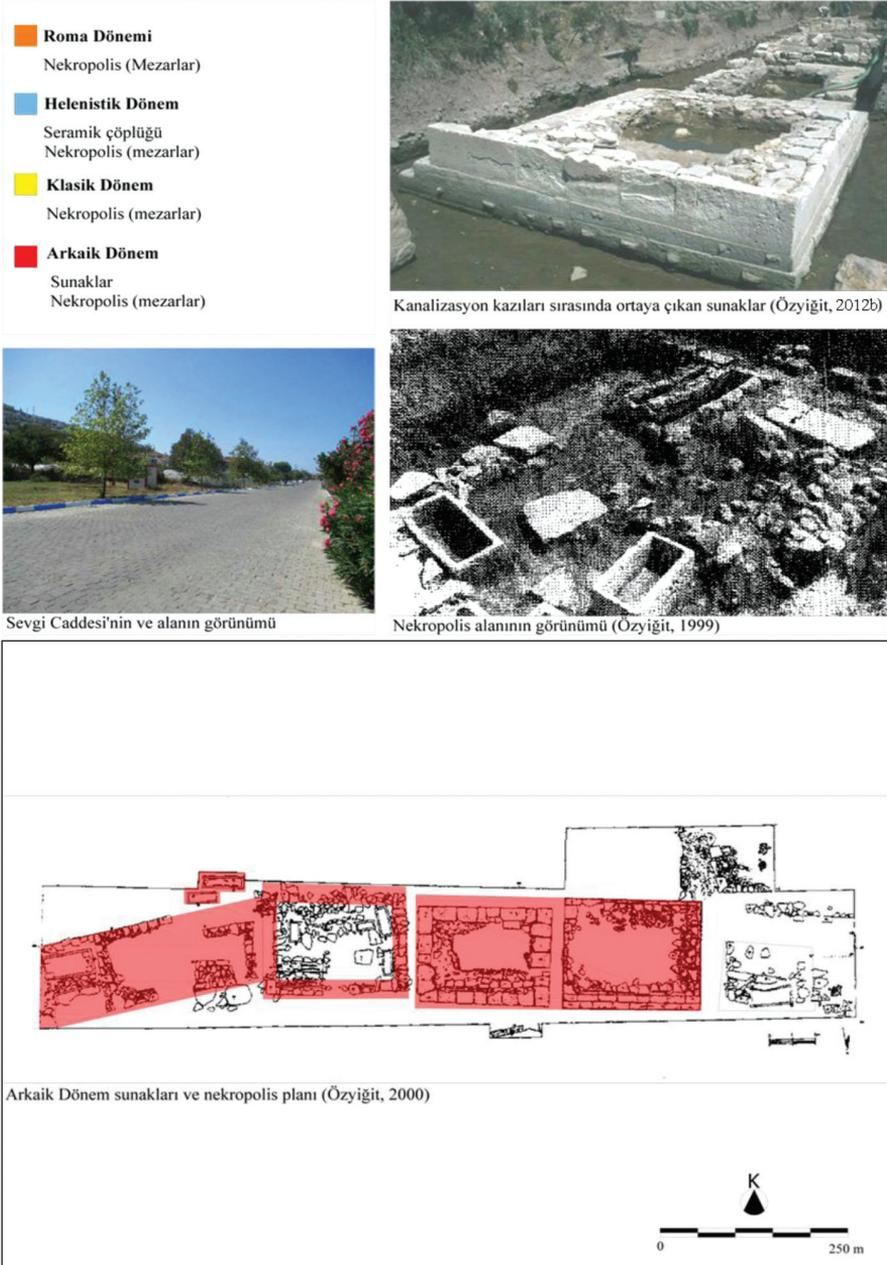 Roma Dönemi
Nekropolis (Mezarlar)
Helenistik Dönem
Seramik çöplüğü
Nekropolis (mezarlar)
Klasik Dönem
Nekropolis (mezarlar)
Arkaik Dönem
Sunaklar
Nekropolis (mezarlar)
Kanalizasyon kazıları sırasında ortaya çıkan sunaklar (Özyiğit, 2012b)
Sevgi Caddesi'nin ve alanın görünümü
Nekropolis alanının görünümü (Özyiğit, 1999)
Arkaik Dönem sunakları ve nekropolis planı (Özyiğit, 2000)
K
0 250 m